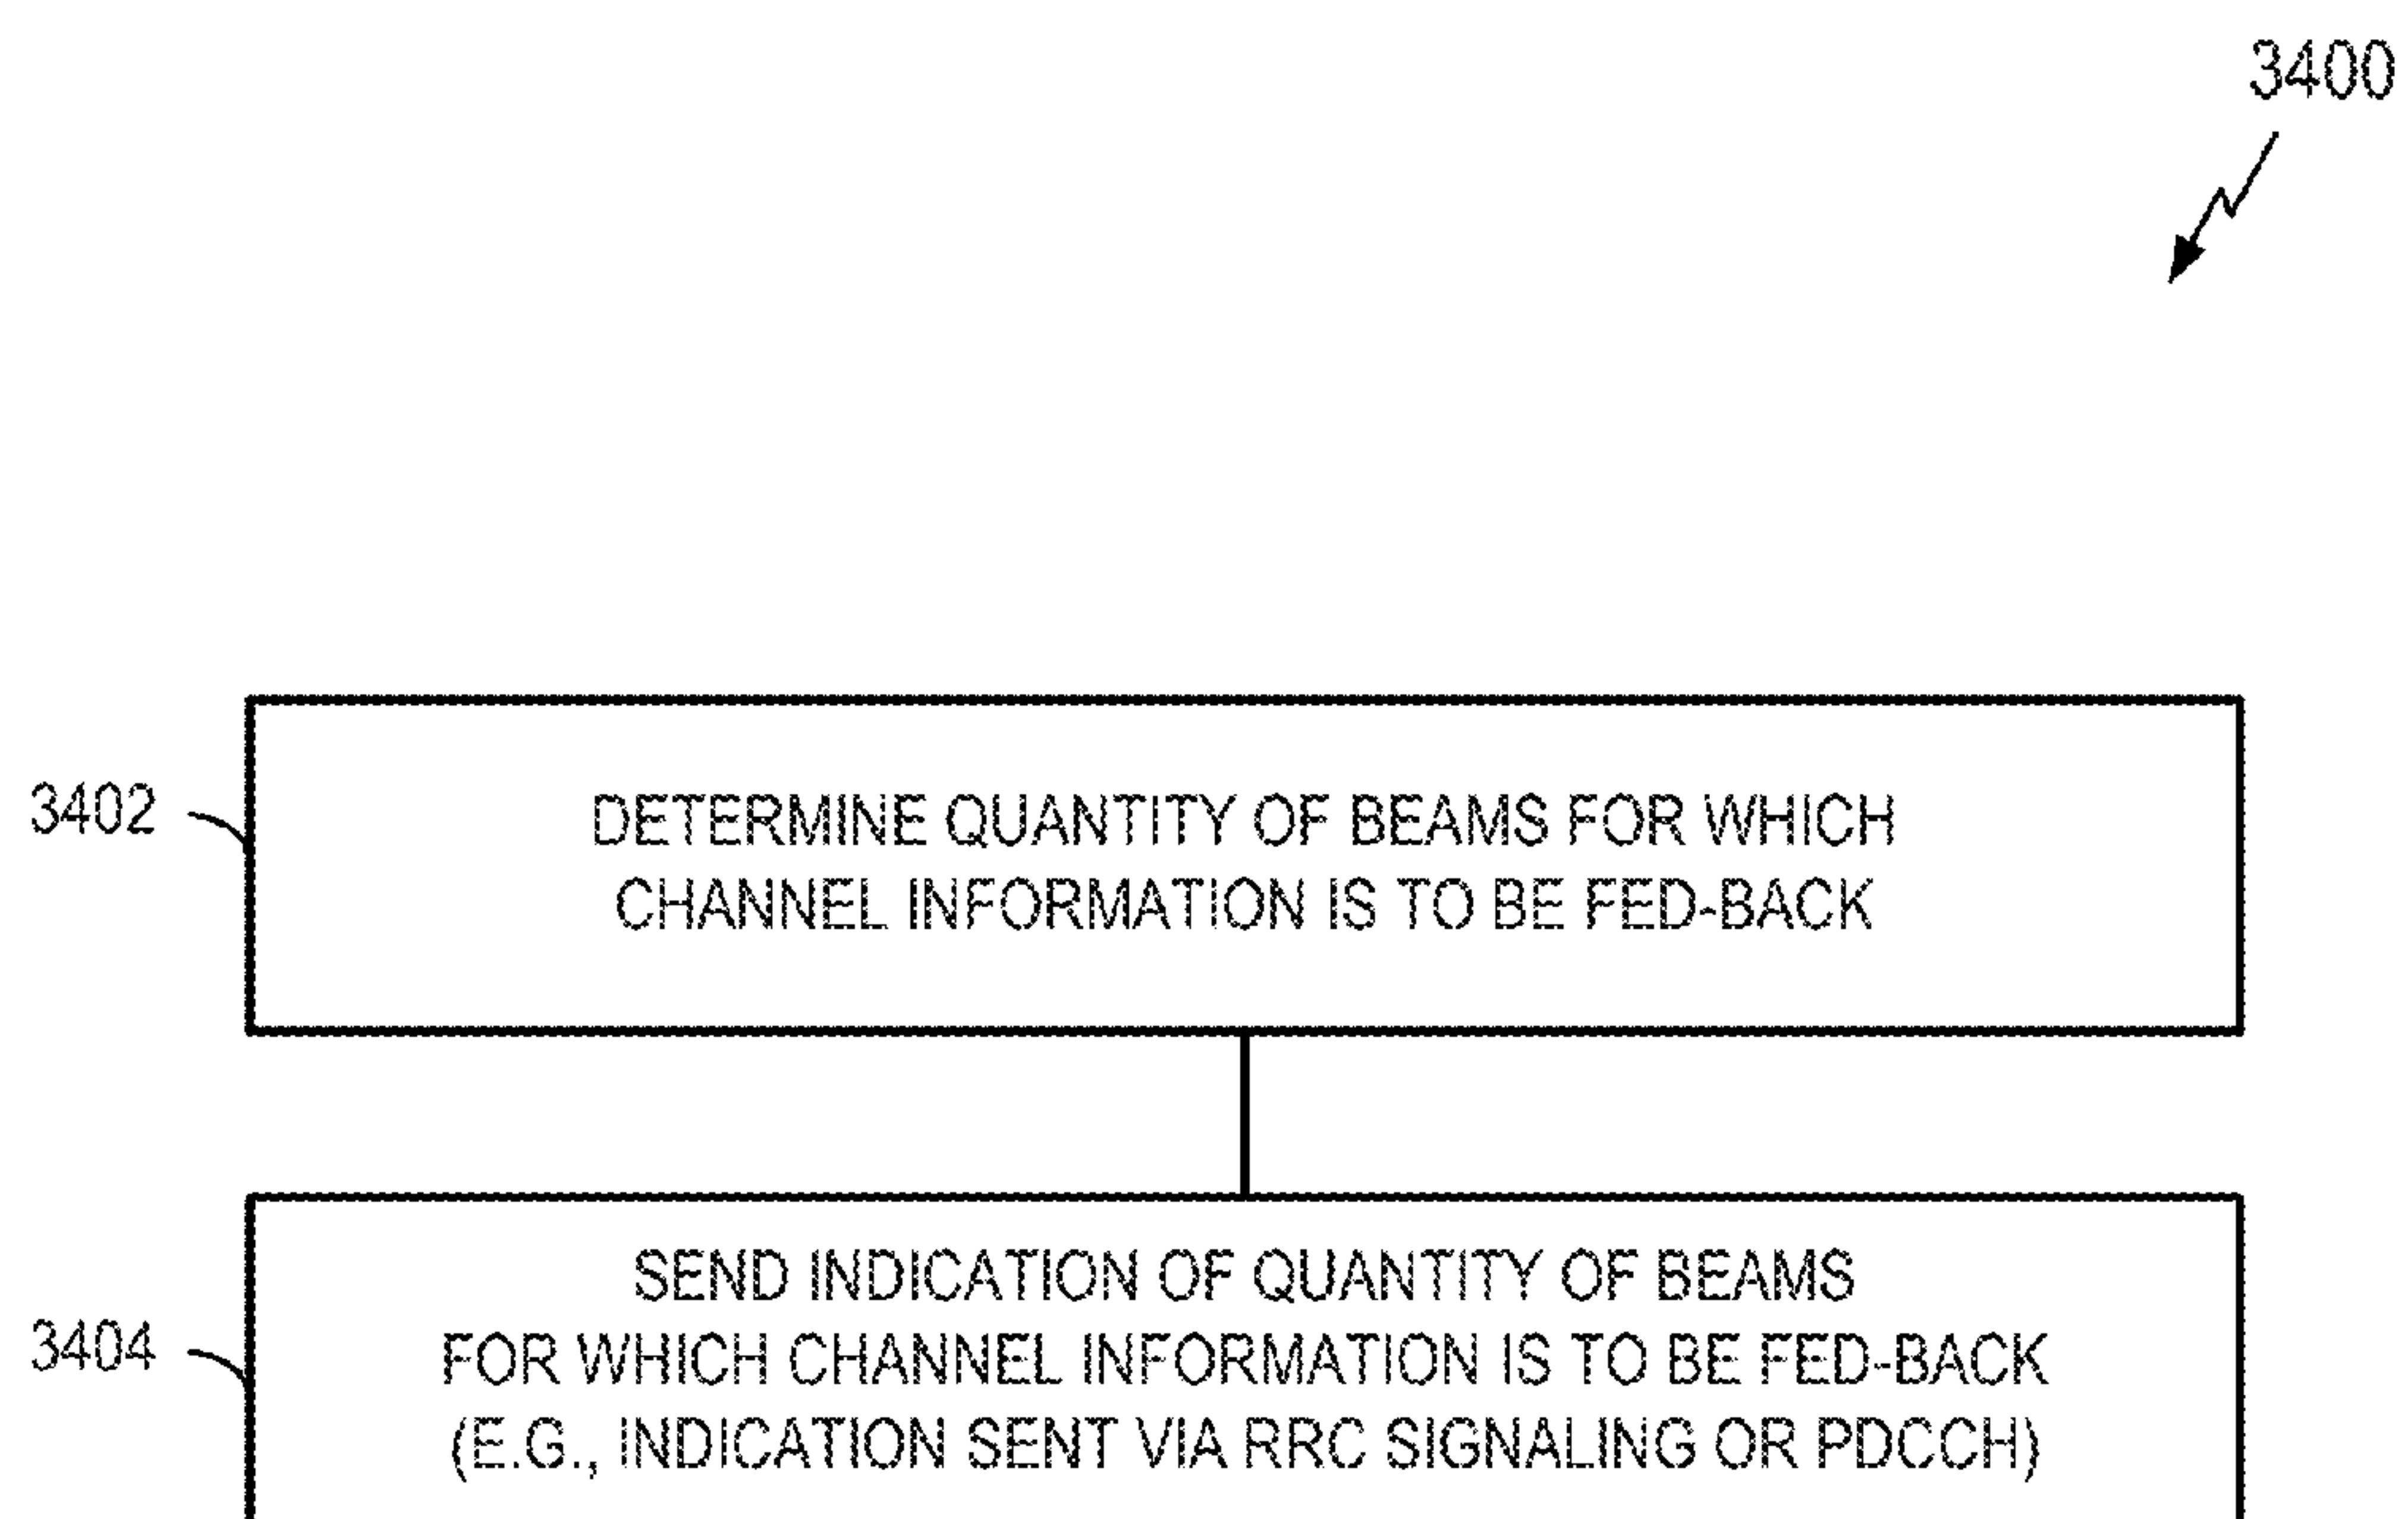 3400
3402
DETERMINE QUANTITY OF BEAMS FOR WHICH
CHANNEL INFORMATION IS TO BE FED-BACK
SEND INDICATION OF QUANTITY OF BEAMS
3404
FOR WHICH CHANNEL INFORMATION IS TO BE FED-BACK
(E.G., INDICATION SENT VIA RRC SIGNALING OR PDCCH)